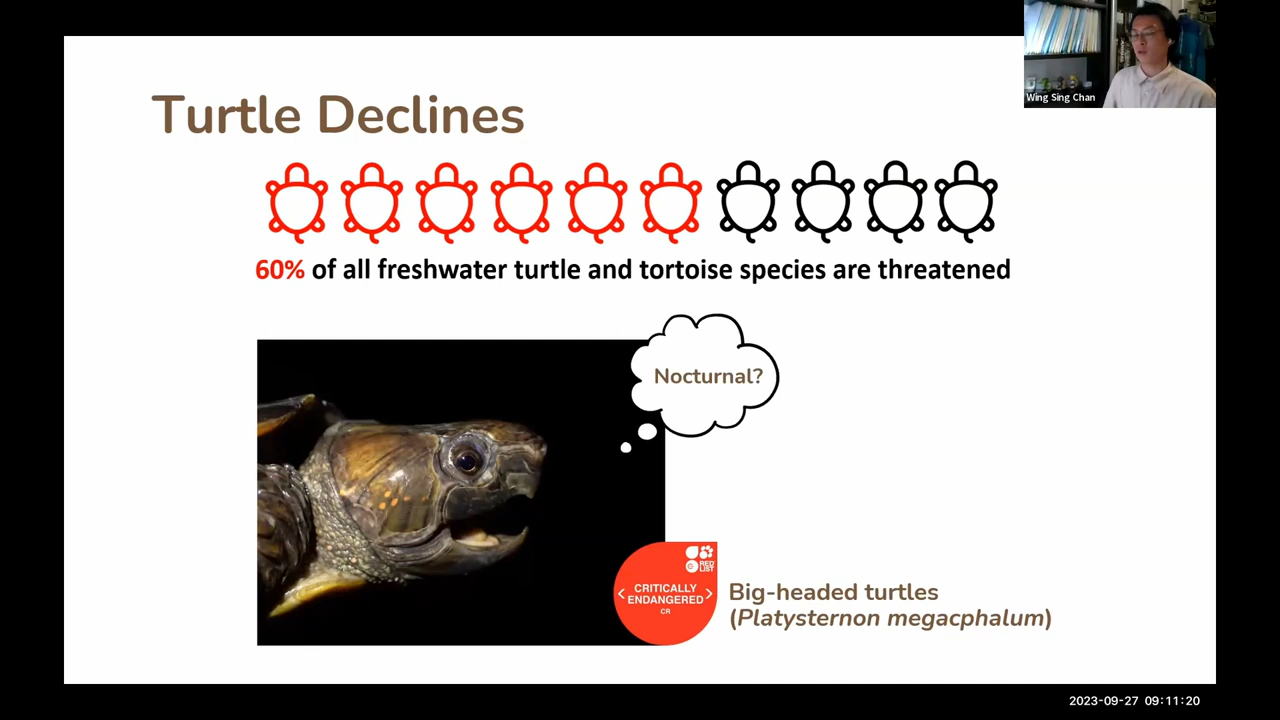 Wing Sing Chan
Turtle Declines
60% of all freshwater turtle and tortoise species are threatened
Nocturnal?
RED
LIST
CRITICALLY
< ENDANGERED >
CR
Big-headed turtles
(Platysternon megacphalum)
2023-09-27 09:11:20